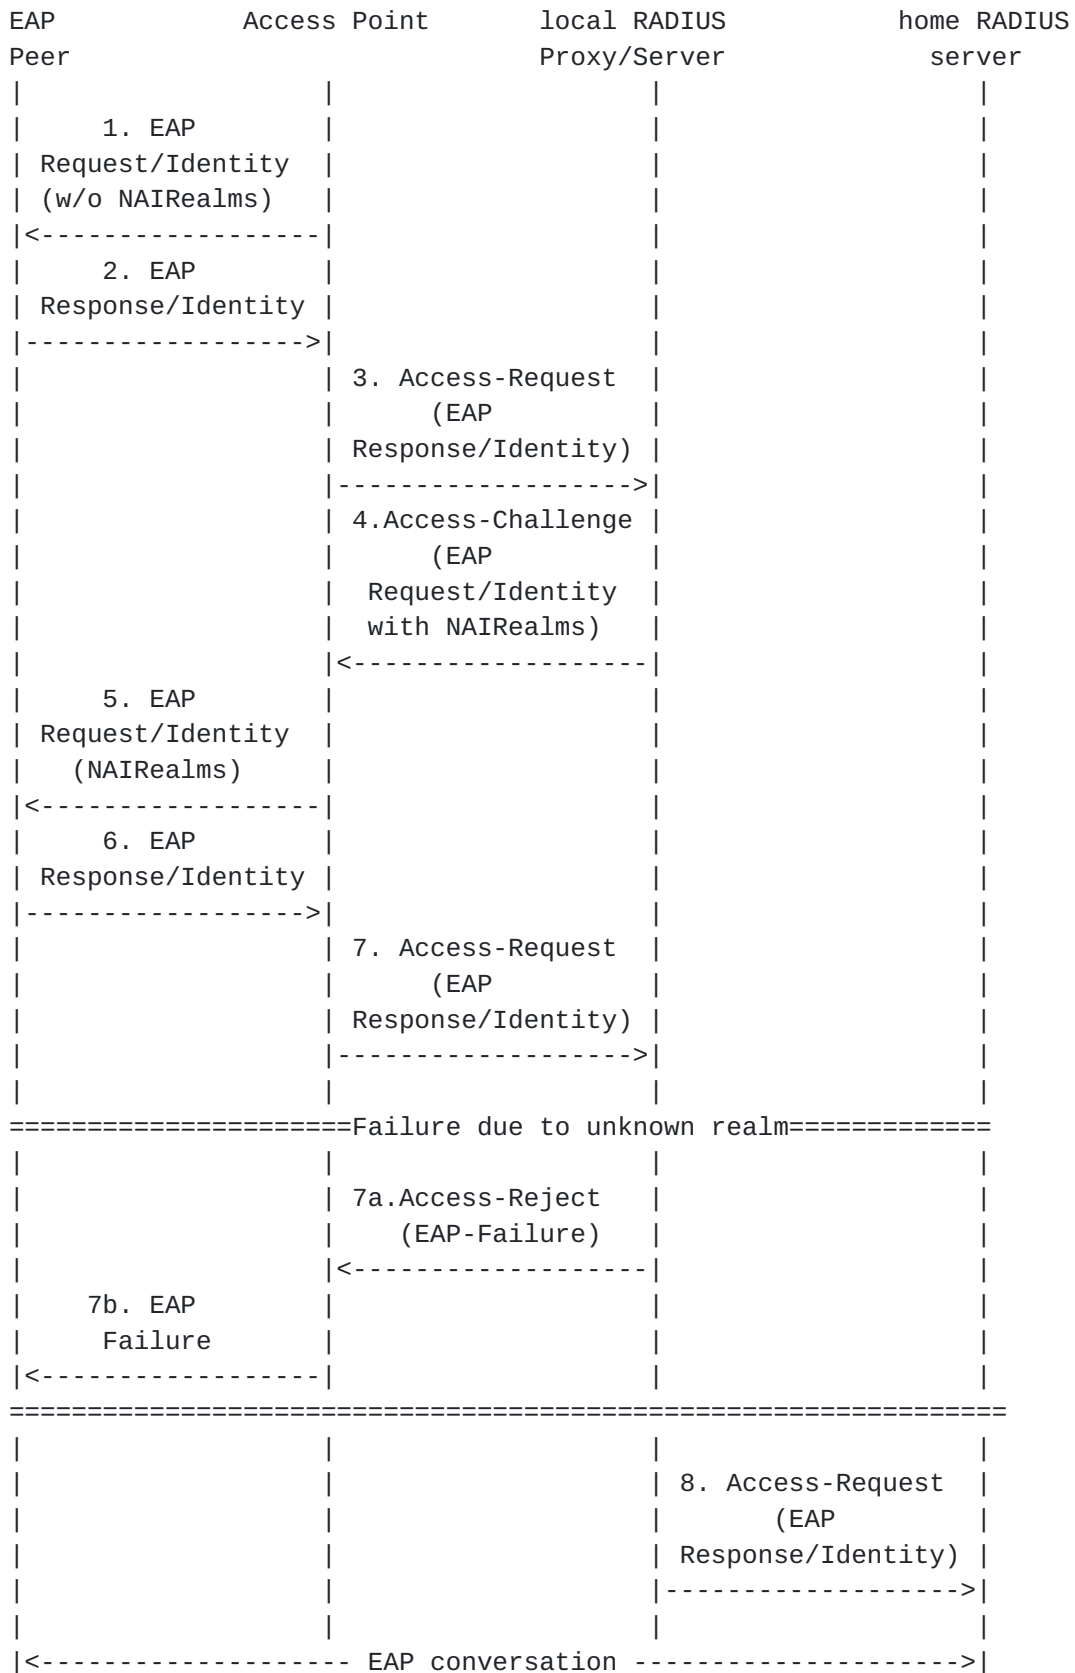 EAP Access Point local RADIUS home RADIUS
Peer Proxy/Server server
1. EAP
Request/Identity
(w/o NAIRealms)
2. EAP
Response/Identity
3. Access-Request
(EAP
Response/Identity)
4.Access-Challenge
(EAP
Request/Identity
with NAIRealms)
5. EAP
Request/Identity
(NAIRealms)
6. EAP
Response/Identity
7. Access-Request
(EAP
Response/Identity)
Failure due to unknown realm
7a.Access-Reject
(EAP-Failure)
7b. EAP
Failure
8. Access-Request
(EAP
Response/Identity)
EAP conversation